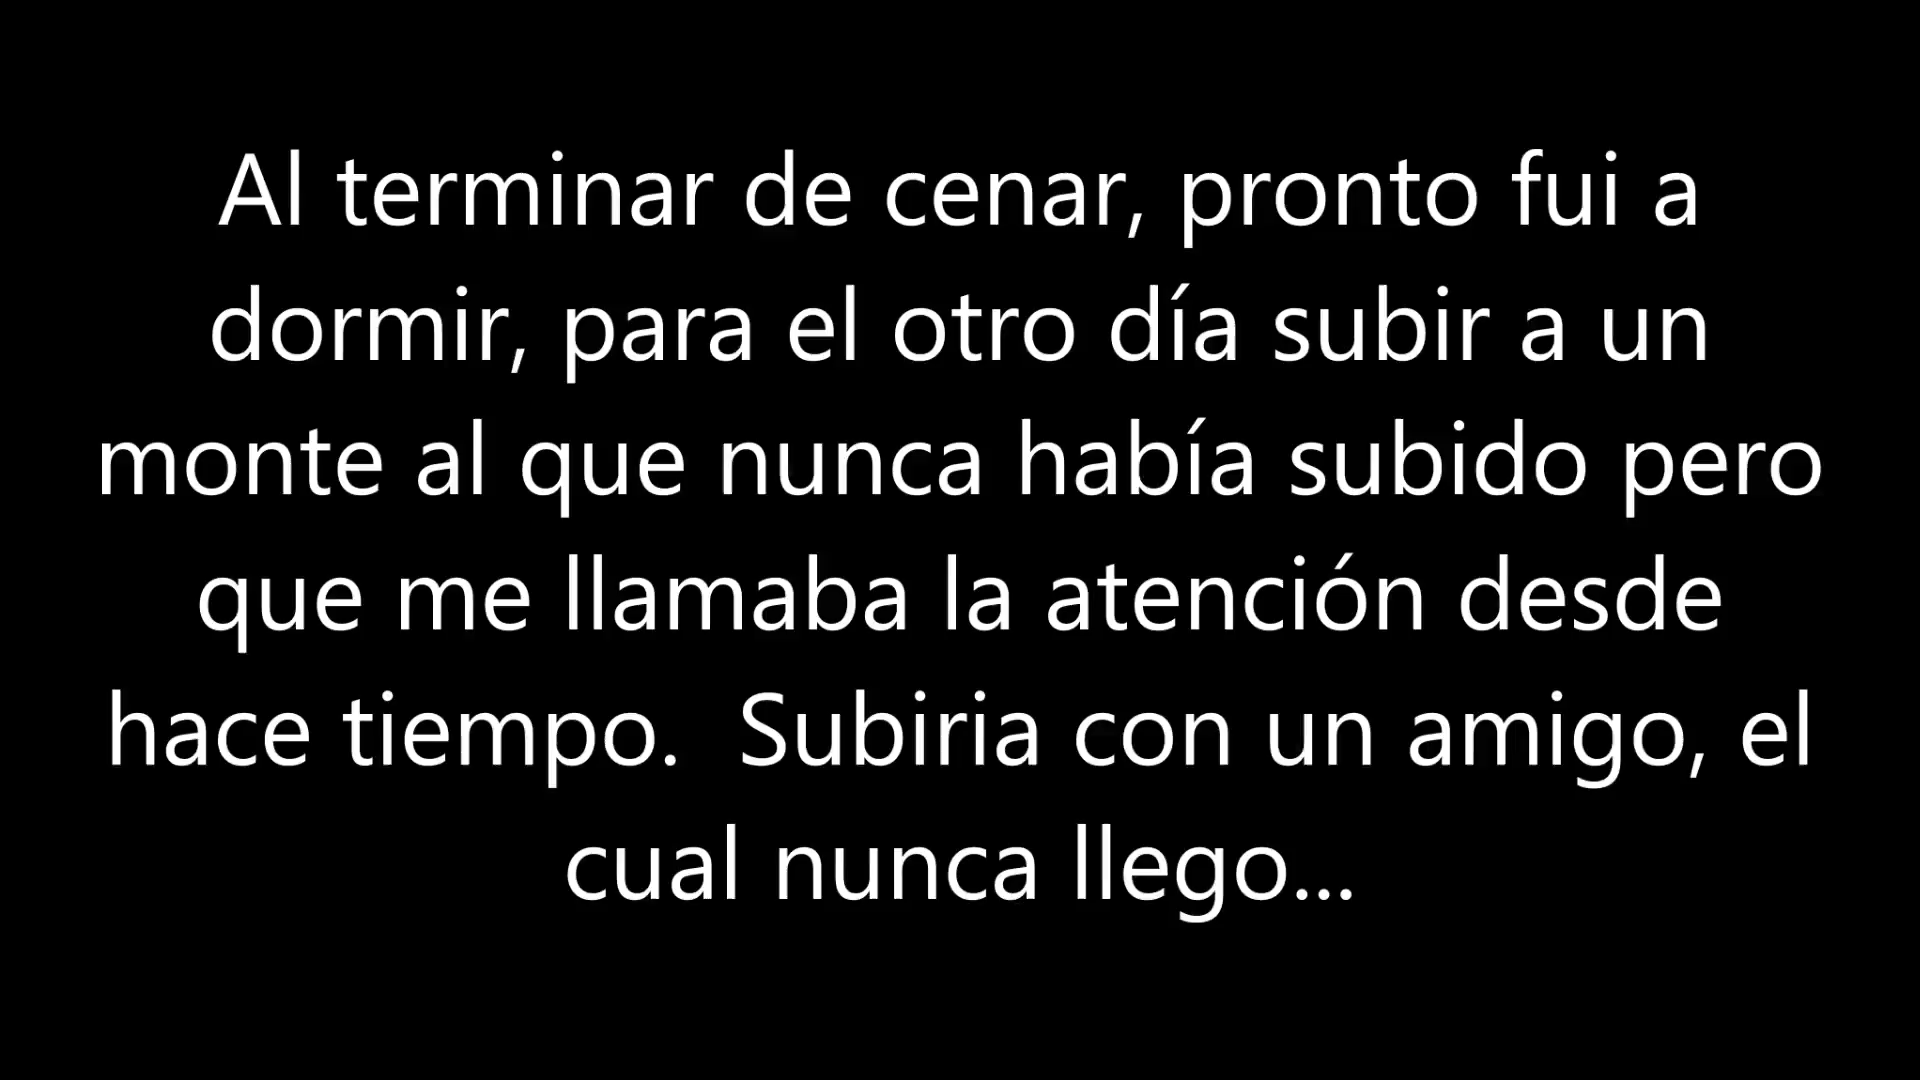 Al terminar de cenar, pronto fui a
dormir, para el otro día subir a un
monte al que nunca había subido pero
que me llamaba la atención desde
hace tiempo.  Subiria con un amigo, el
cual nunca llego...